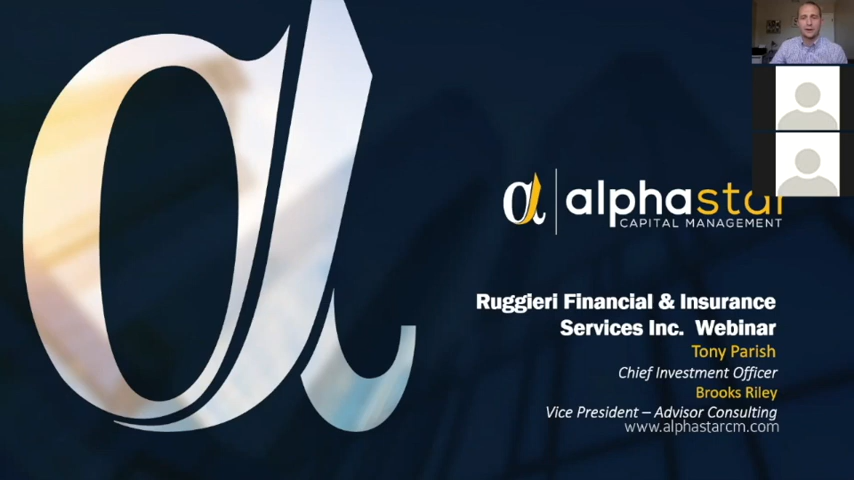 alphastar
CAPITAL MANAGEMENT
Ruggieri Financial & Insurance
Services Inc. Webinar
Tony Parish
Chief Investment Officer
Brooks Riley
Vice President – Advisor Consulting
www.alphastarcm.com